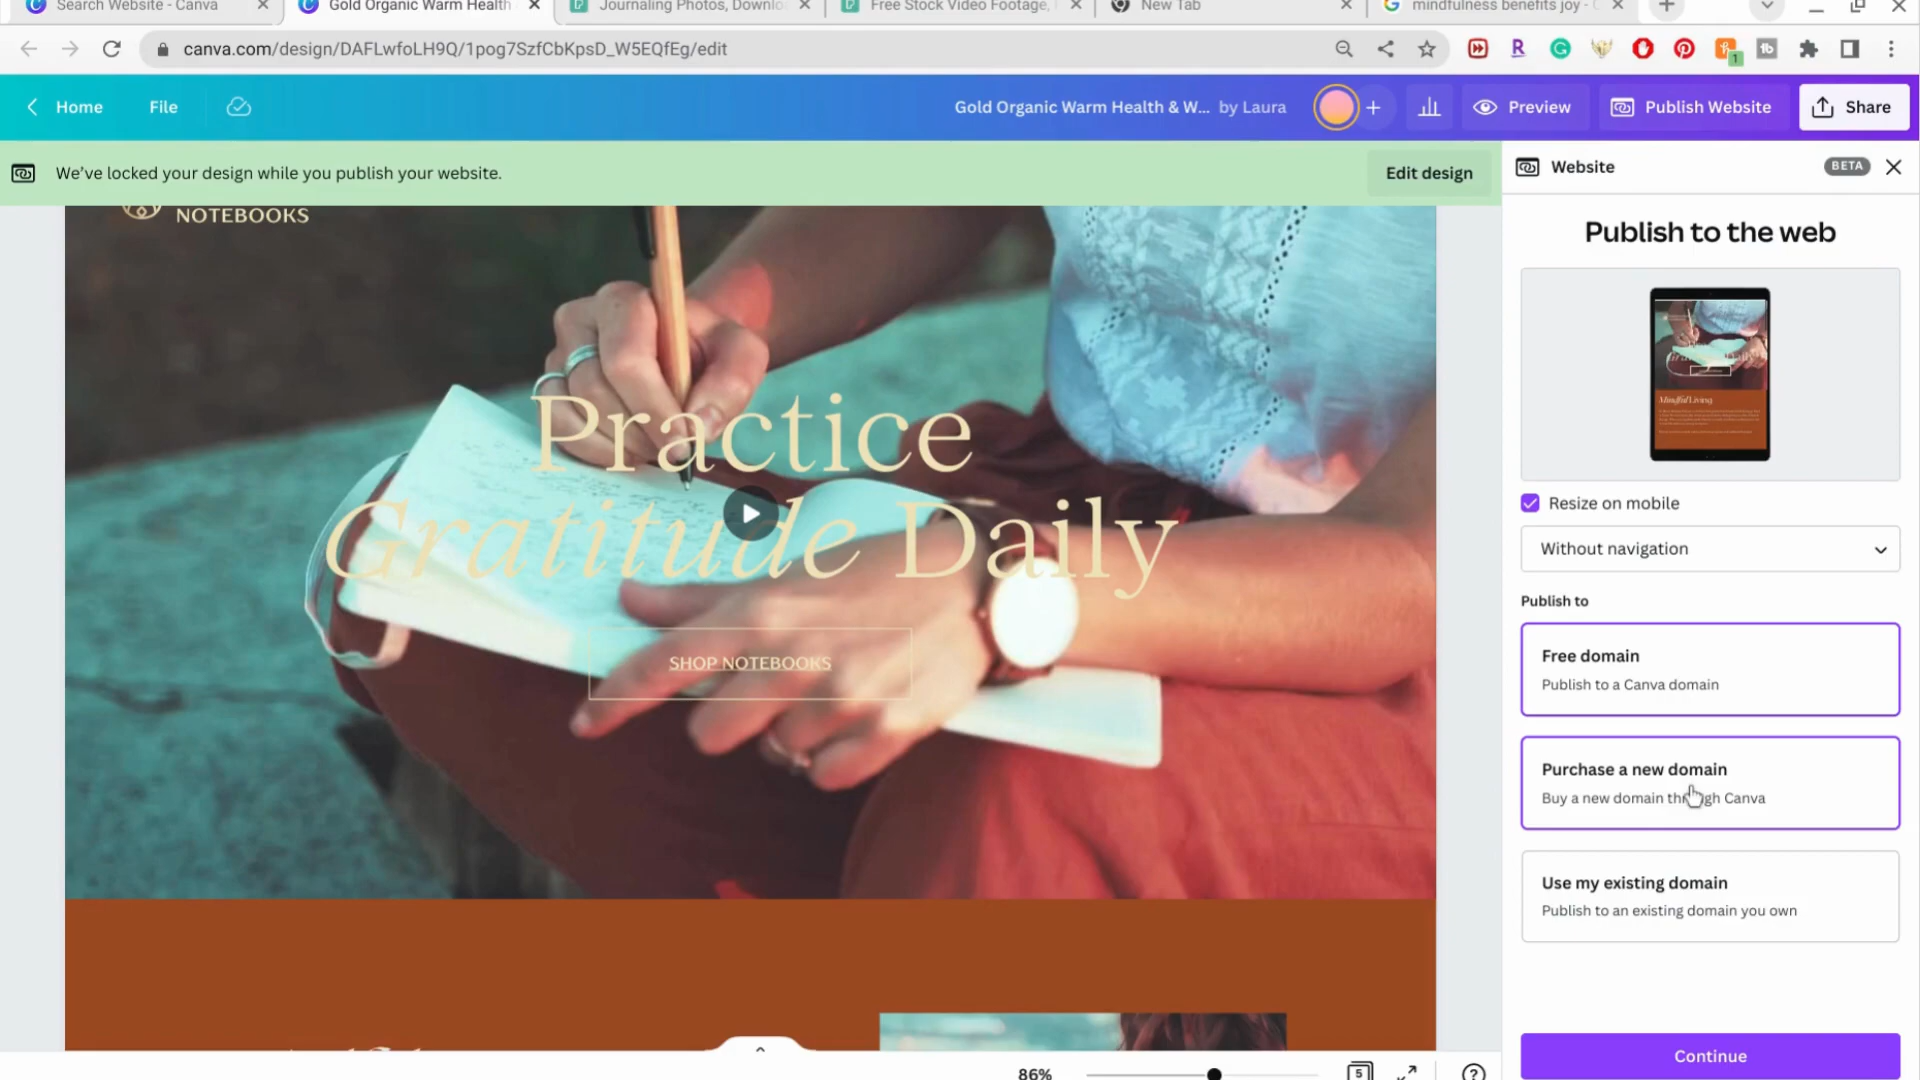 Search Website - Canva
Gold Organic Warm Health
Journaling Photos, Downlo
Free Stock Video Footage,
New Tab
mindfulness benefits joy -
canva.com/design/DAFLwfoLH9Q/1pog7SzfCbKpsD_W5EQfEg/edit
1
Home
File
Gold Organic Warm Health & W... by Laura
Preview
Publish Website
Share
We've locked your design while you publish your website.
Edit design
Website
BETA
NOTEBOOKS
Publish to the web
Practice
Gratitude Daily
SHOP NOTEBOOKS
Mindful Living
Resize on mobile
Without navigation
Publish to
Free domain
Publish to a Canva domain
Purchase a new domain
Buy a new domain through Canva
Use my existing domain
Publish to an existing domain you own
Continue
86%
5